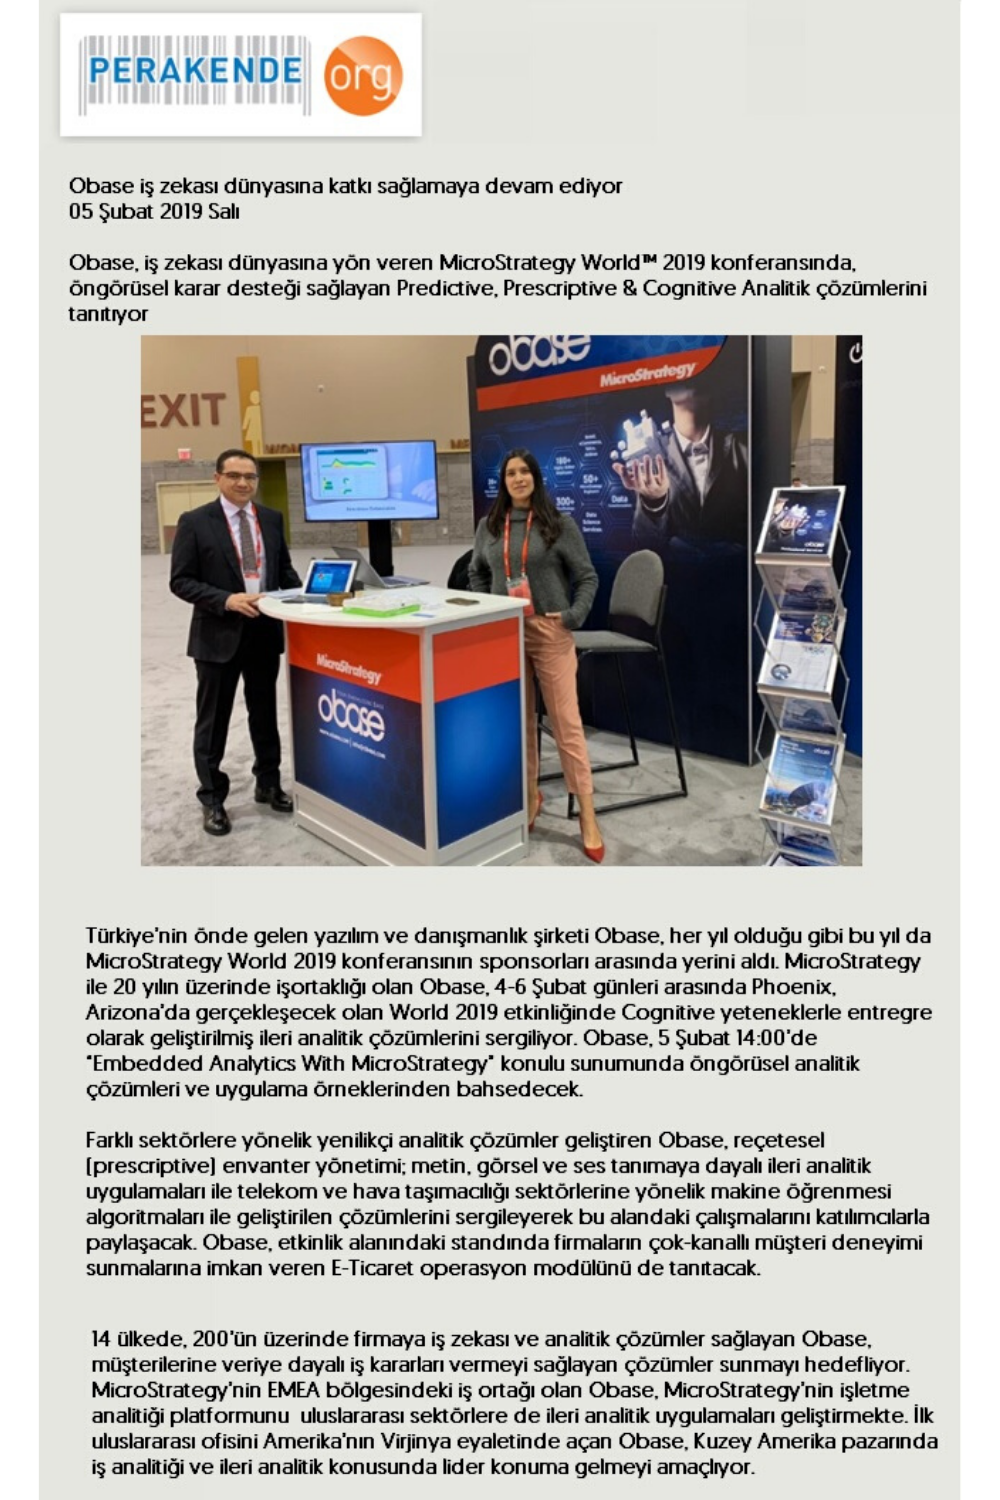 PERAKENDE org
Obase iş zekası dünyasına katkı sağlamaya devam ediyor
05 Şubat 2019 Salı
Obase, iş zekası dünyasına yön veren MicroStrategy World™ 2019 konferansında,
öngörüsel karar desteği sağlayan Predictive, Prescriptive & Cognitive Analitik çözümlerini
tanıtıyor
EXIT
obase
MicroStrategy
180+
50+
300+
Data
Data
Science
Services
MicroStrategy
obase
obase
Türkiye'nin önde gelen yazılım ve danışmanlık şirketi Obase, her yıl olduğu gibi bu yıl da
MicroStrategy World 2019 konferansının sponsorları arasında yerini aldı. MicroStrategy
ile 20 yılın üzerinde işortaklığı olan Obase, 4-6 Şubat günleri arasında Phoenix,
Arizona'da gerçekleşecek olan World 2019 etkinliğinde Cognitive yeteneklerle entregre
olarak geliştirilmiş ileri analitik çözümlerini sergiliyor. Obase, 5 Şubat 14:00'de
"Embedded Analytics With MicroStrategy" konulu sunumunda öngörüsel analitik
çözümleri ve uygulama örneklerinden bahsedecek.
Farklı sektörlere yönelik yenilikçi analitik çözümler geliştiren Obase, reçetesel
(prescriptive) envanter yönetimi; metin, görsel ve ses tanımaya dayalı ileri analitik
uygulamaları ile telekom ve hava taşımacılığı sektörlerine yönelik makine öğrenmesi
algoritmaları ile geliştirilen çözümlerini sergileyerek bu alandaki çalışmalarını katılımcılarla
paylaşacak. Obase, etkinlik alanındaki standında firmaların çok-kanallı müşteri deneyimi
sunmalarına imkan veren E-Ticaret operasyon modülünü de tanıtacak.
14 ülkede, 200'ün üzerinde firmaya iş zekası ve analitik çözümler sağlayan Obase,
müşterilerine veriye dayalı iş kararları vermeyi sağlayan çözümler sunmayı hedefliyor.
MicroStrategy'nin EMEA bölgesindeki iş ortağı olan Obase, MicroStrategy'nin işletme
analitiği platformunu uluslararası sektörlere de ileri analitik uygulamaları geliştirmekte. İlk
uluslararası ofisini Amerika'nın Virjinya eyaletinde açan Obase, Kuzey Amerika pazarında
iş analitiği ve ileri analitik konusunda lider konuma gelmeyi amaçlıyor.